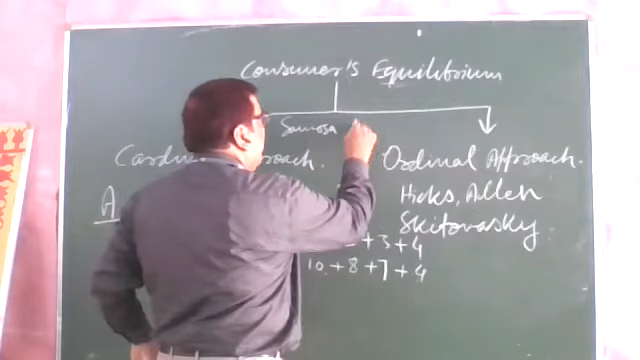 Consumer's Equilibrium
Samosa
Ordinal Approach.
A
Hicks, Allen
Skitovasky
+ 3 + 4
10 + 8 + 7 + 4